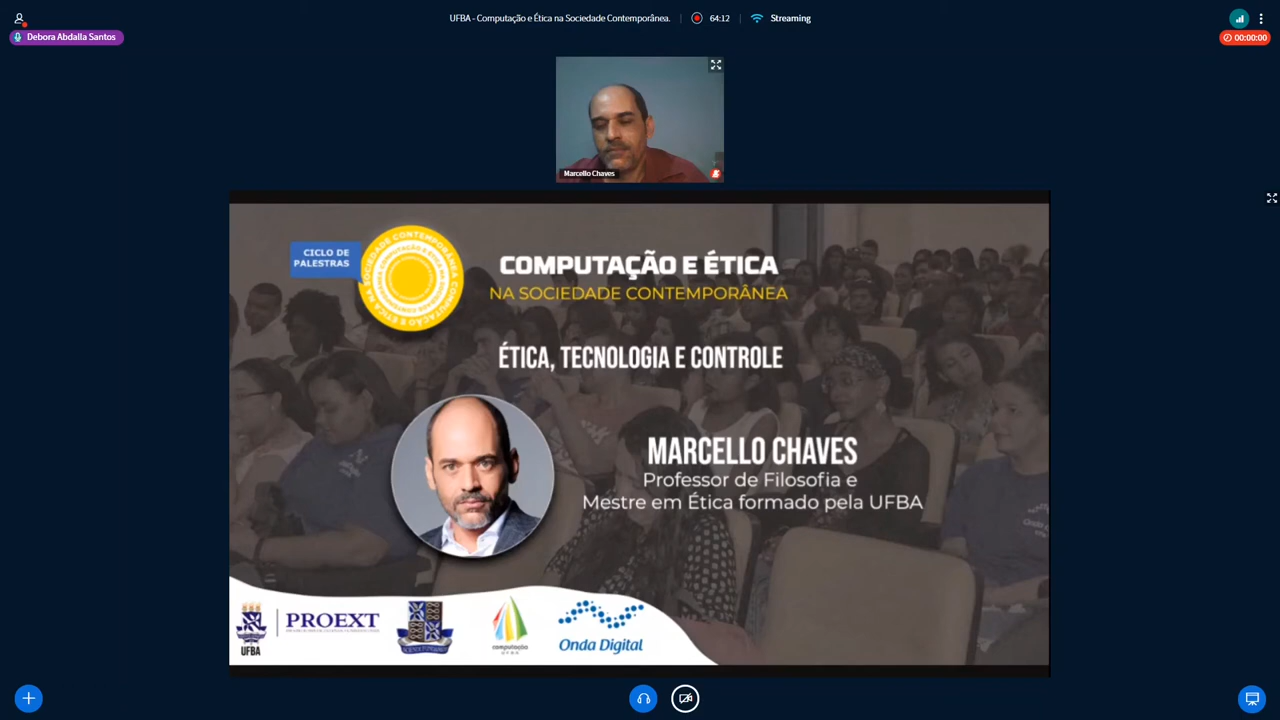 UFBA - Computação e Ética na Sociedade Contemporânea.
64:12
Streaming
Debora Abdalla Santos
00:00:00
Marcello Chaves
CICLO DE
PALESTRAS
COMPUTAÇÃO E ÉTICA
NA SOCIEDADE CONTEMPORÂNEA
ÉTICA, TECNOLOGIA E CONTROLE
MARCELLO CHAVES
Professor de Filosofia e
Mestre em Ética formado pela UFBA
UFBA
PROEXT
computação
UFBA
Onda Digital